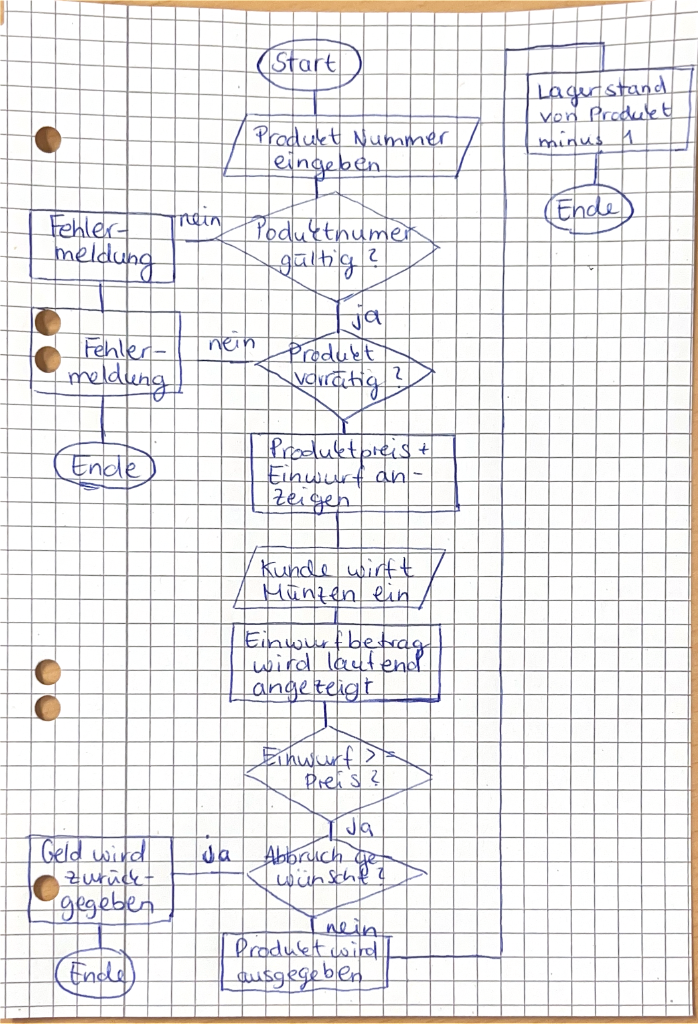 Start
Produkt Nummer
eingeben
nein
Poduktnumer
gültig?
Fehler-
meldung
ja
nein
Produkt
vorrätig?
Fehler-
meldung
Ende
Produktpreis +
Einwurf an-
zeigen
Kunde wirft
Münzen ein
Einwurfbetrag
wird laufend
angezeigt
Einwurf >=
Preis?
Ja
Abbruch ge
wünscht?
ja
Geld wird
zurück-
gegeben
Ende
nein
Produkt wird
ausgegeben
Lagerstand
von Produkt
minus 1
Ende